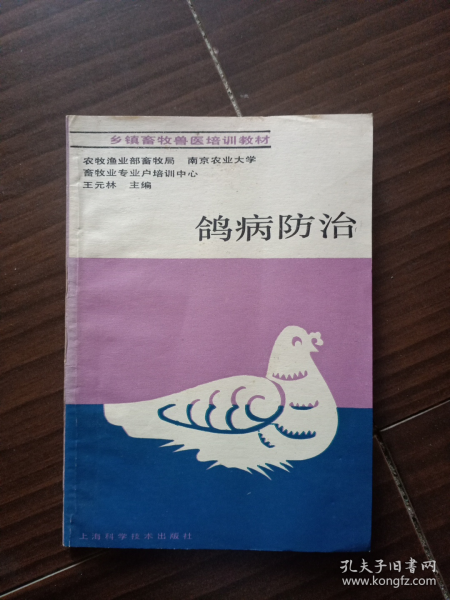 乡镇畜牧兽医培训教材
农牧渔业部畜牧局 南京农业大学
畜牧业专业户培训中心
王元林 主编
鸽病防治
上海科学技术出版社
孔夫子旧书网
www.kongfz.com